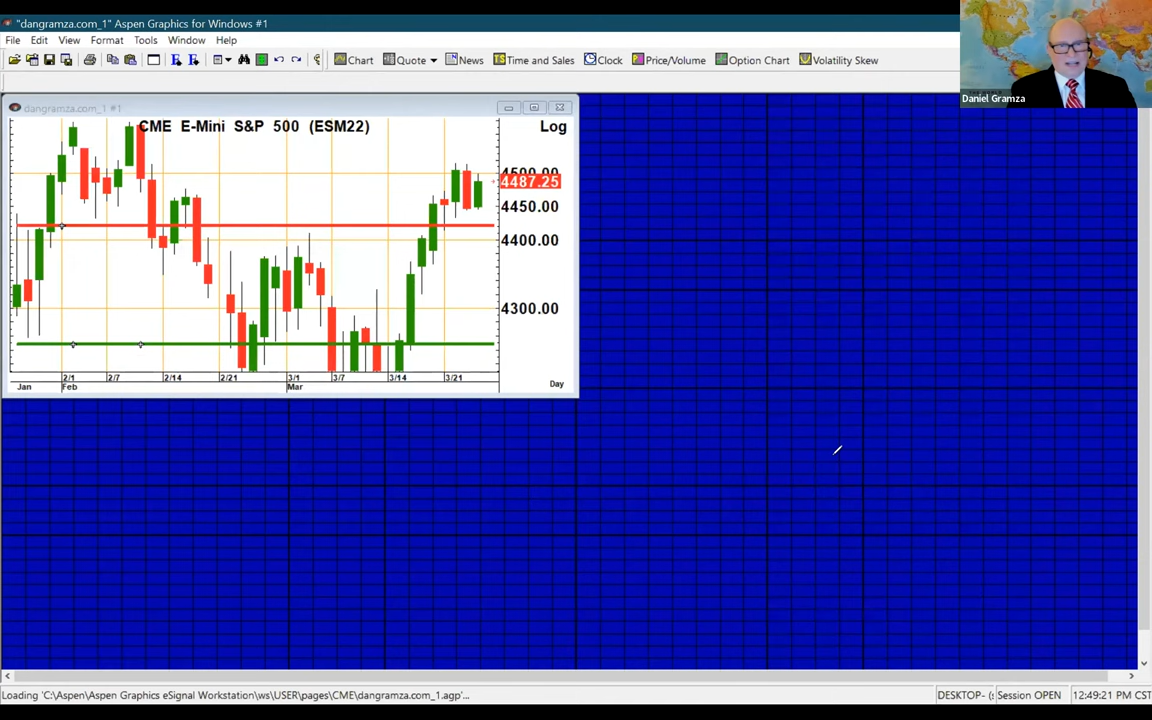 "dangramza.com_1" Aspen Graphics for Windows #1
File Edit View Format Tools Window Help
Chart Quote News Time and Sales Clock Price/Volume Option Chart Volatility Skew
Daniel Gramza
dangramza.com_1 #1
CME E-Mini S&P 500 (ESM22) Log
4500.00
4487.25
4450.00
4400.00
4300.00
2/1 2/7 2/14 2/21 3/1 3/7 3/14 3/21
Jan Feb Mar Day
Loading 'C:\Aspen\Aspen Graphics eSignal Workstation\ws\USER\pages\CME\dangramza.com_1.agp'...
DESKTOP- Session OPEN 12:49:21 PM CST